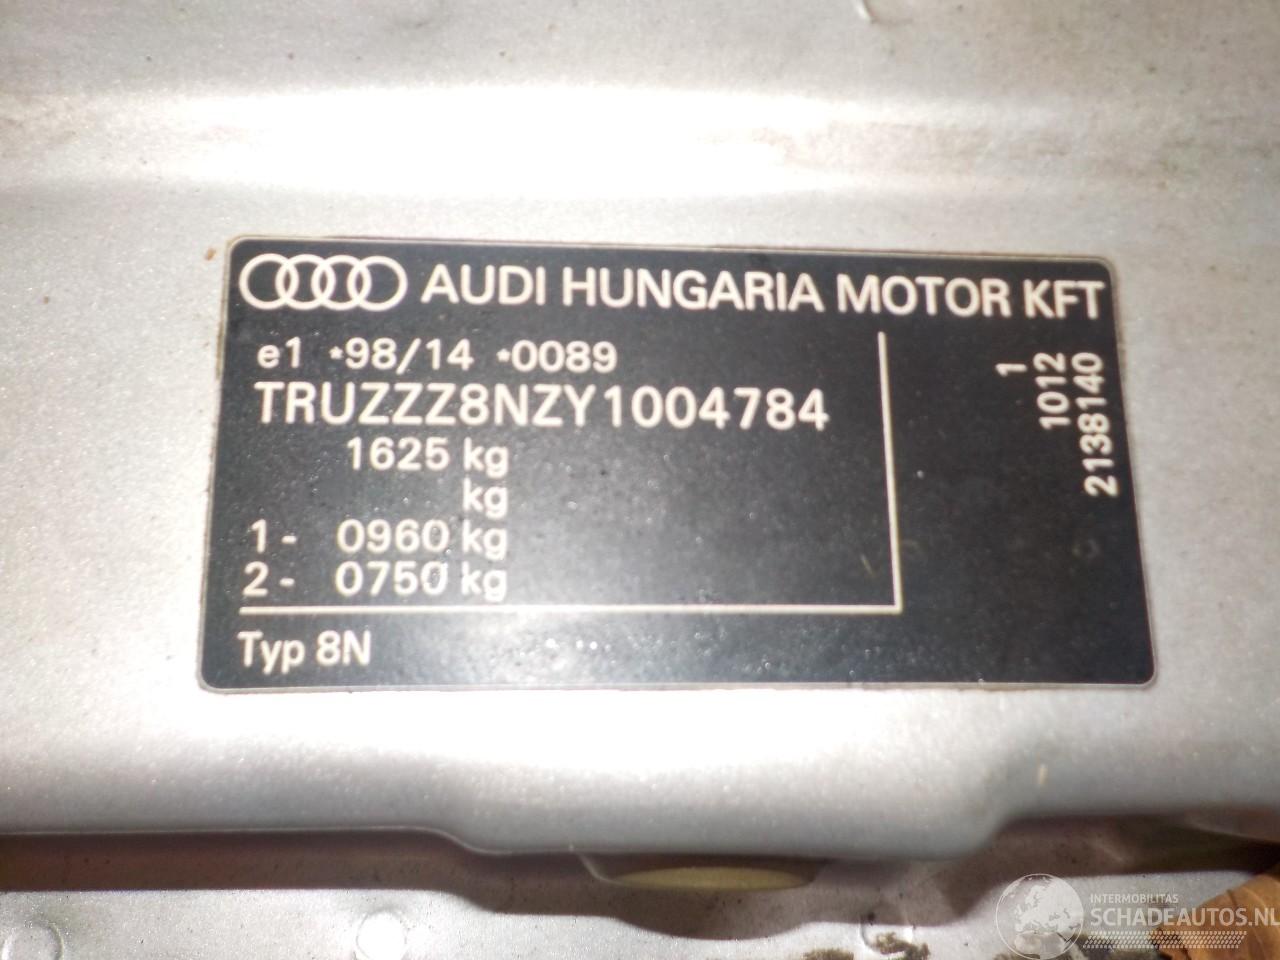 AUDI HUNGARIA MOTOR KFT
e1 *98/14 *0089
TRUZZZ8NZY1004784
1625 kg
kg
1- 0960 kg
2- 0750 kg
Typ 8N
1
1012
2138140
INTERMOBILITAS
SCHADEAUTOS.NL